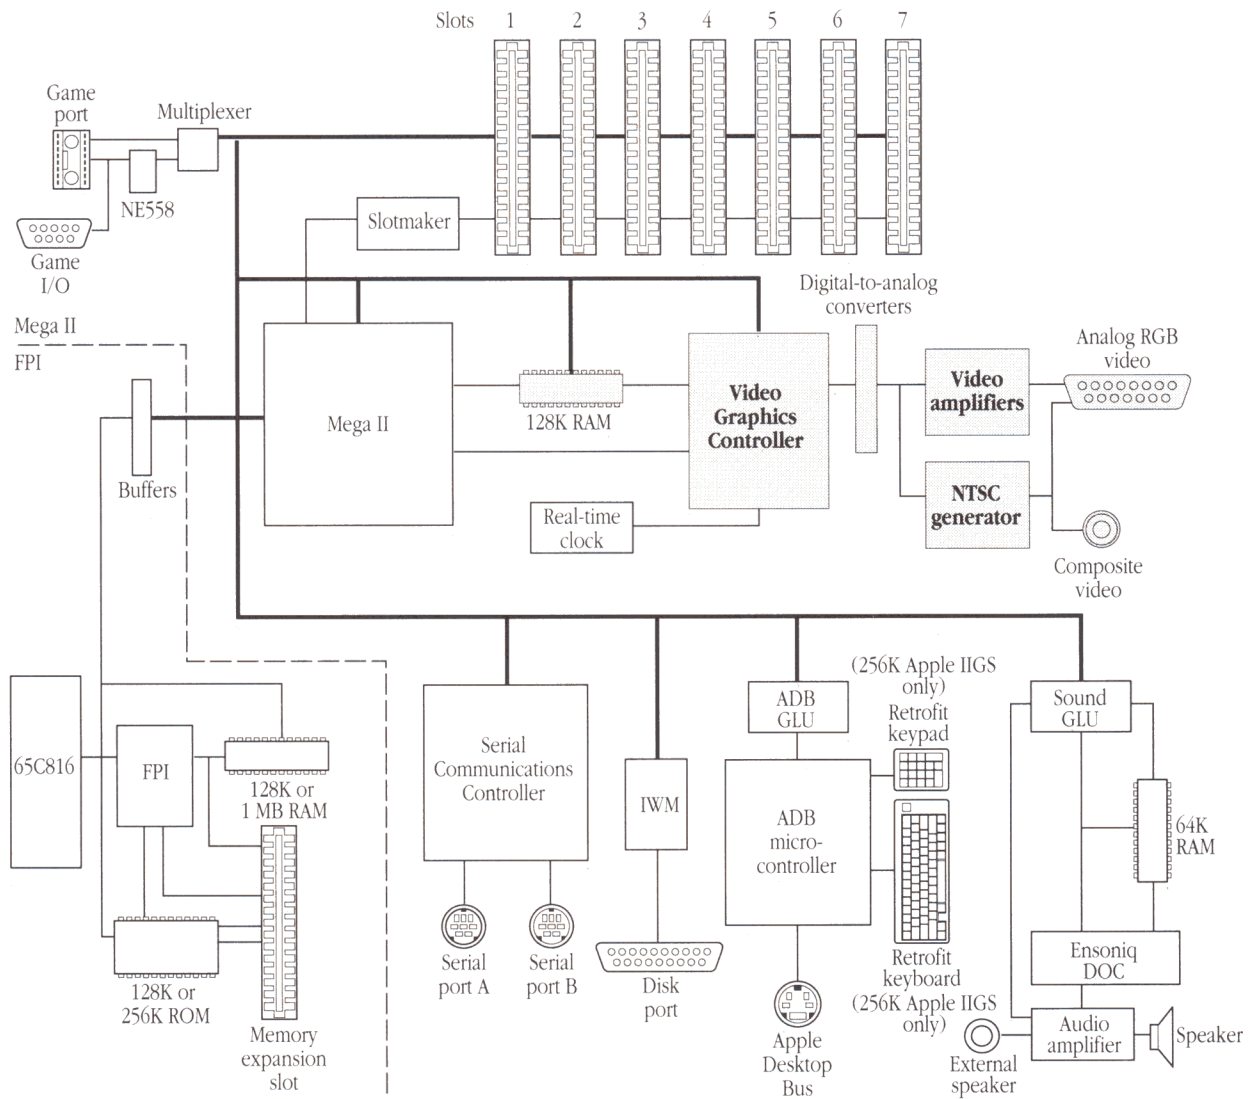 Slots 1 2 3 4 5 6 7
Game
port
Multiplexer
NE558
Game
I/O
Slotmaker
Digital-to-analog
converters
Mega II
FPI
Buffers
Mega II
128K RAM
Video
Graphics
Controller
Real-time
clock
Video
amplifiers
NTSC
generator
Analog RGB
video
Composite
video
65C816
FPI
128K or
1 MB RAM
128K or
256K ROM
Memory
expansion
slot
Serial
Communications
Controller
Serial
port A
Serial
port B
IWM
Disk
port
ADB
GLU
ADB
micro-
controller
Apple
Desktop
Bus
(256K Apple IIGS
only)
Retrofit
keypad
Retrofit
keyboard
(256K Apple IIGS
only)
Sound
GLU
64K
RAM
Ensoniq
DOC
Audio
amplifier
External
speaker
Speaker